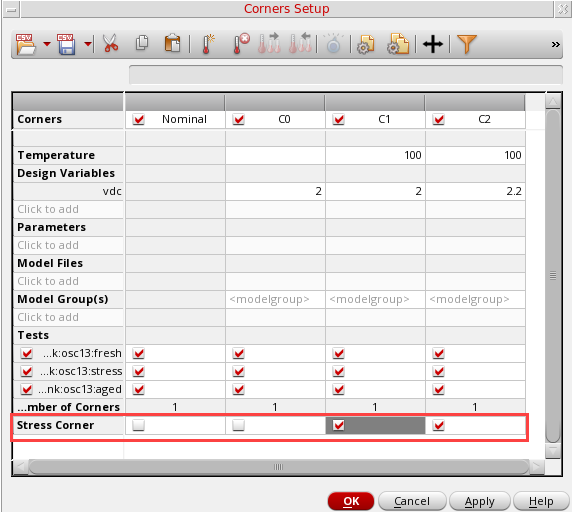 Corners Setup
CSV CSV »
Corners Nominal C0 C1 C2
Temperature 100 100
Design Variables
vdc 2 2 2.2
Click to add
Parameters
Click to add
Model Files
Click to add
Model Group(s) <modelgroup> <modelgroup> <modelgroup>
Click to add
Tests
...k:osc13:fresh
...k:osc13:stress
...nk:osc13:aged
...mber of Corners 1 1 1 1
Stress Corner
OK Cancel Apply Help